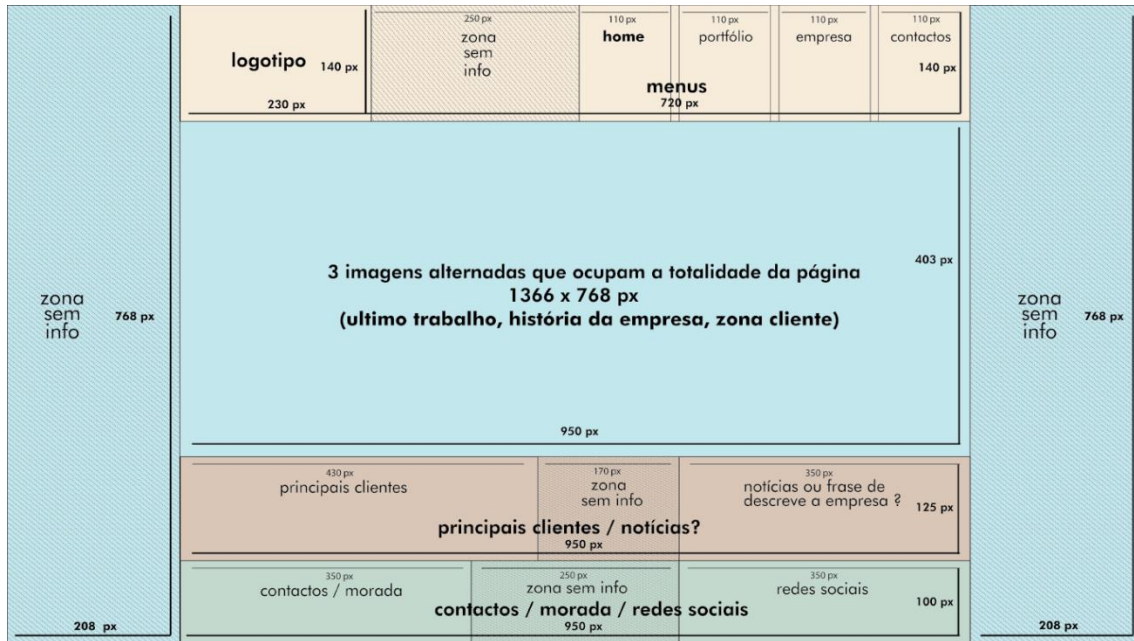 250 px
110 px
110 px
110 px
110 px
zona
sem
info
home
portfólio
empresa
contactos
logotipo
140 px
140 px
menus
230 px
720 px
403 px
3 imagens alternadas que ocupam a totalidade da página
1366 x 768 px
(ultimo trabalho, história da empresa, zona cliente)
zona
sem
info
768 px
zona
sem
info
768 px
950 px
430 px
principais clientes
170 px
zona
sem info
350 px
notícias ou frase de
descreve a empresa ?
125 px
principais clientes / notícias?
950 px
350 px
contactos / morada
250 px
zona sem info
350 px
redes sociais
100 px
contactos / morada / redes sociais
950 px
208 px
208 px